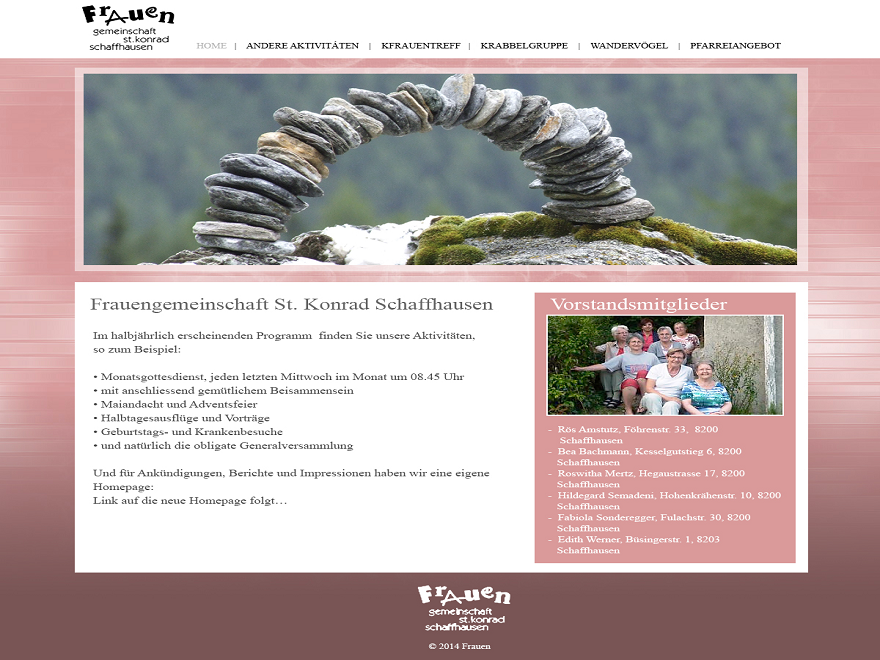 Frauen
gemeinschaft
st.konrad
schaffhausen
HOME | ANDERE AKTIVITÄTEN | KFRAUENTREFF | KRABBELGRUPPE | WANDERVÖGEL | PFARREIANGEBOT
Frauengemeinschaft St. Konrad Schaffhausen
Im halbjährlich erscheinenden Programm finden Sie unsere Aktivitäten,
so zum Beispiel:
• Monatsgottesdienst, jeden letzten Mittwoch im Monat um 08.45 Uhr
• mit anschliessend gemütlichem Beisammensein
• Maiandacht und Adventsfeier
• Halbtagesausflüge und Vorträge
• Geburtstags- und Krankenbesuche
• und natürlich die obligate Generalversammlung
Und für Ankündigungen, Berichte und Impressionen haben wir eine eigene
Homepage:
Link auf die neue Homepage folgt…
Vorstandsmitglieder
- Rös Amstutz, Föhrenstr. 33, 8200
Schaffhausen
- Bea Bachmann, Kesselgutstieg 6, 8200
Schaffhausen
- Roswitha Mertz, Hegaustrasse 17, 8200
Schaffhausen
- Hildegard Semadeni, Hohenkrähenstr. 10, 8200
Schaffhausen
- Fabiola Sonderegger, Fulachstr. 30, 8200
Schaffhausen
- Edith Werner, Büsingerstr. 1, 8203
Schaffhausen
Frauen
gemeinschaft
st.konrad
schaffhausen
© 2014 Frauen